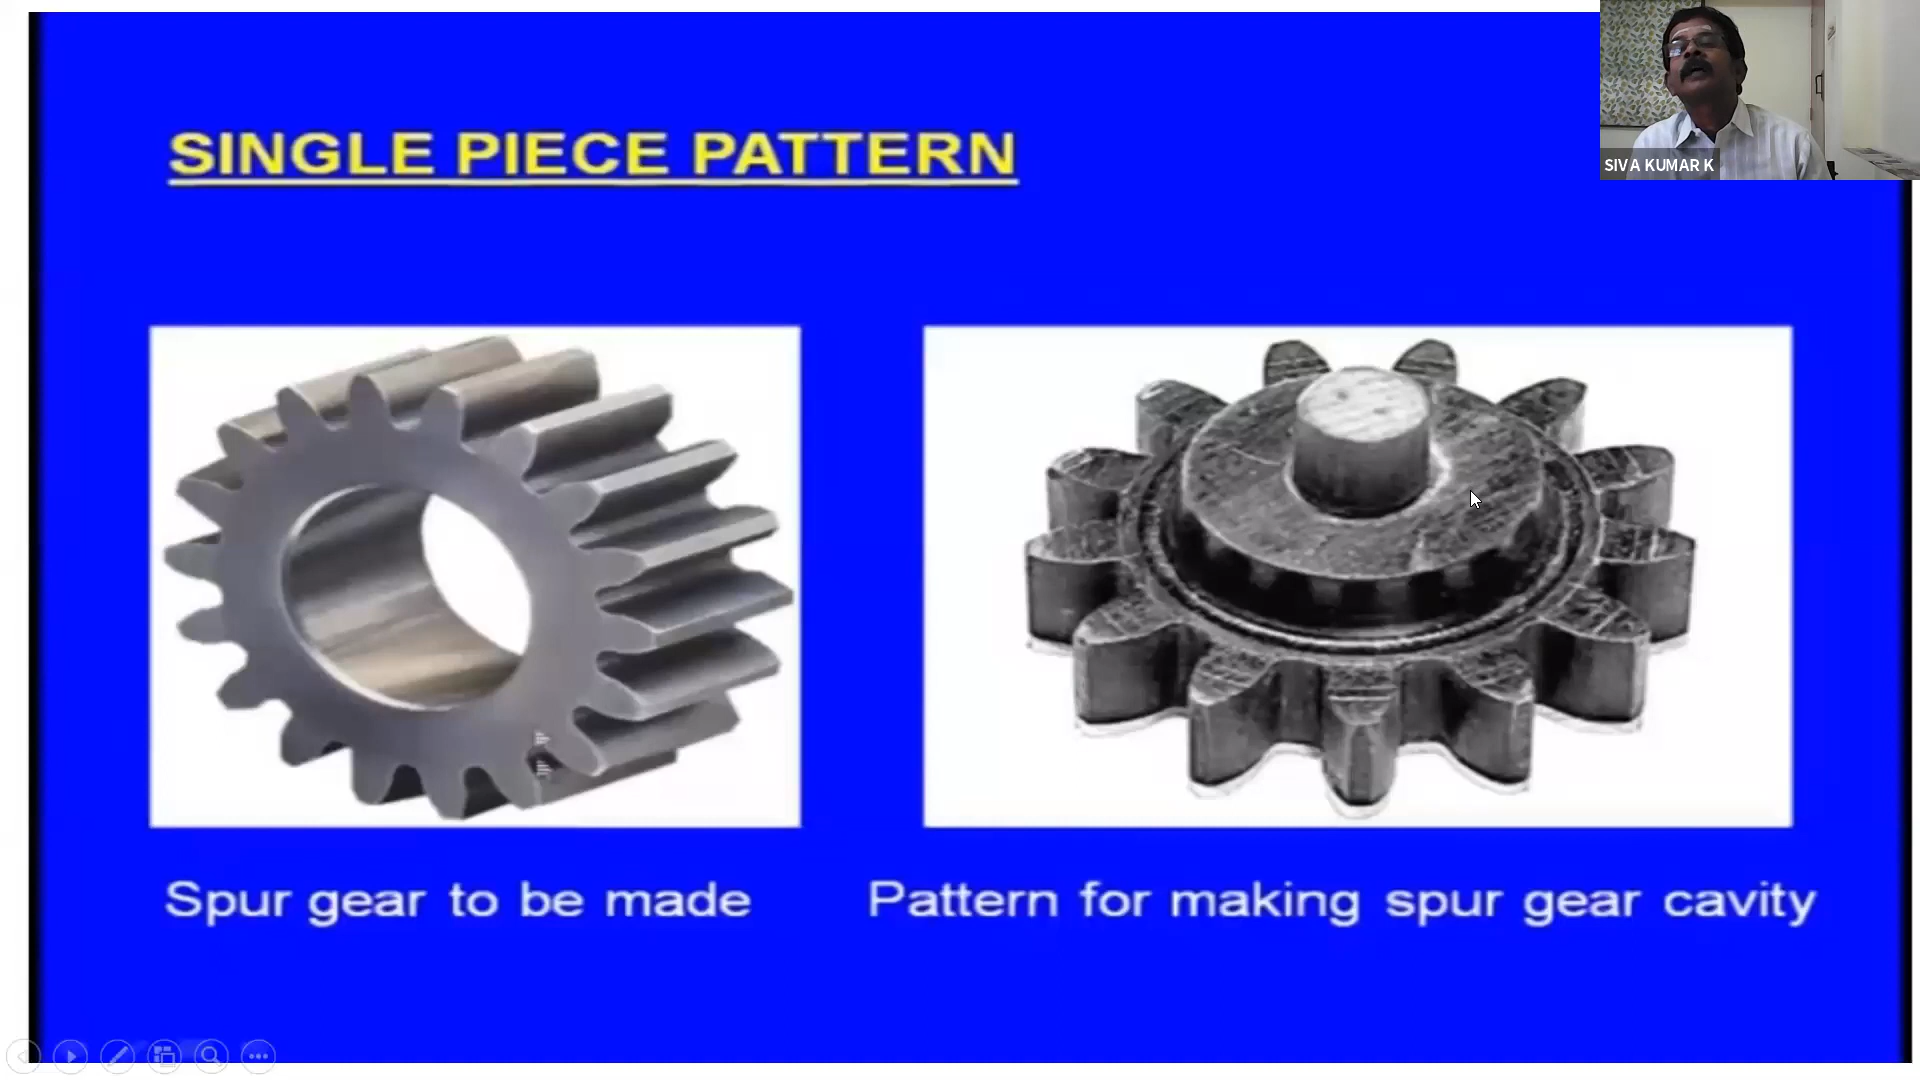 SIVA KUMAR K
SINGLE PIECE PATTERN
Spur gear to be made
Pattern for making spur gear cavity